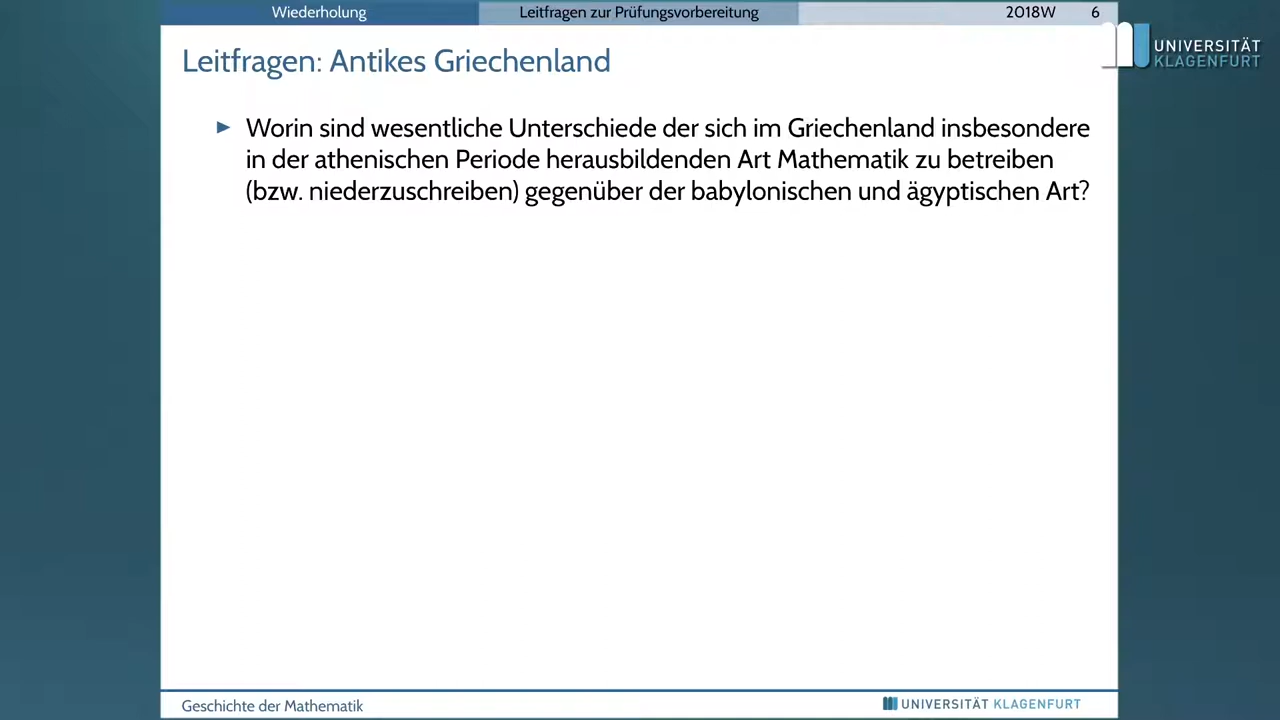 Wiederholung
Leitfragen zur Prüfungsvorbereitung
2018W 6
UNIVERSITÄT
KLAGENFURT
Leitfragen: Antikes Griechenland
► Worin sind wesentliche Unterschiede der sich im Griechenland insbesondere
in der athenischen Periode herausbildenden Art Mathematik zu betreiben
(bzw. niederzuschreiben) gegenüber der babylonischen und ägyptischen Art?
Geschichte der Mathematik
UNIVERSITÄT KLAGENFURT